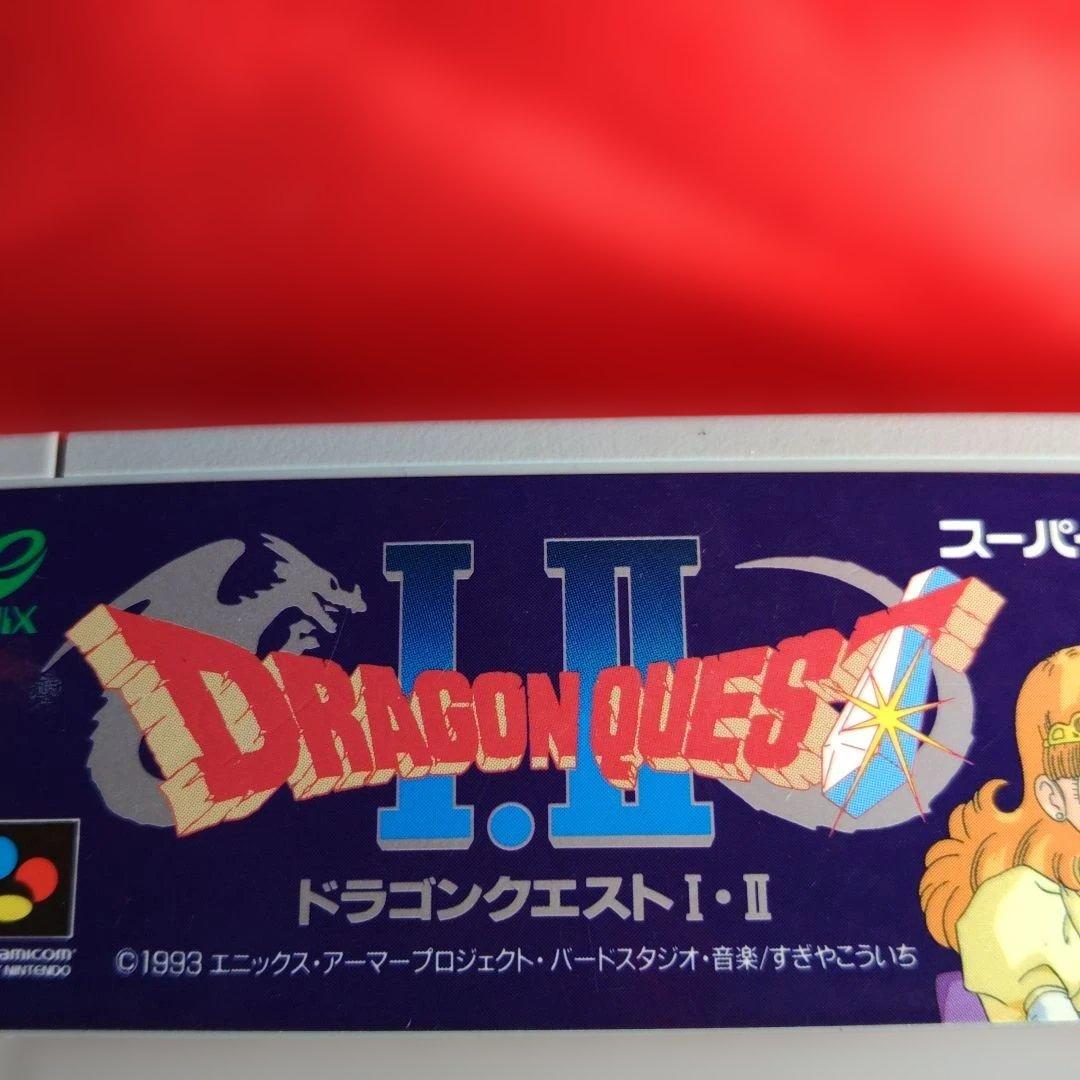 スーパー
I.II
DRAGON QUEST
ドラゴンクエストI・II
©1993 エニックス・アーマープロジェクト・バードスタジオ・音楽/すぎやこういち
NINTENDO